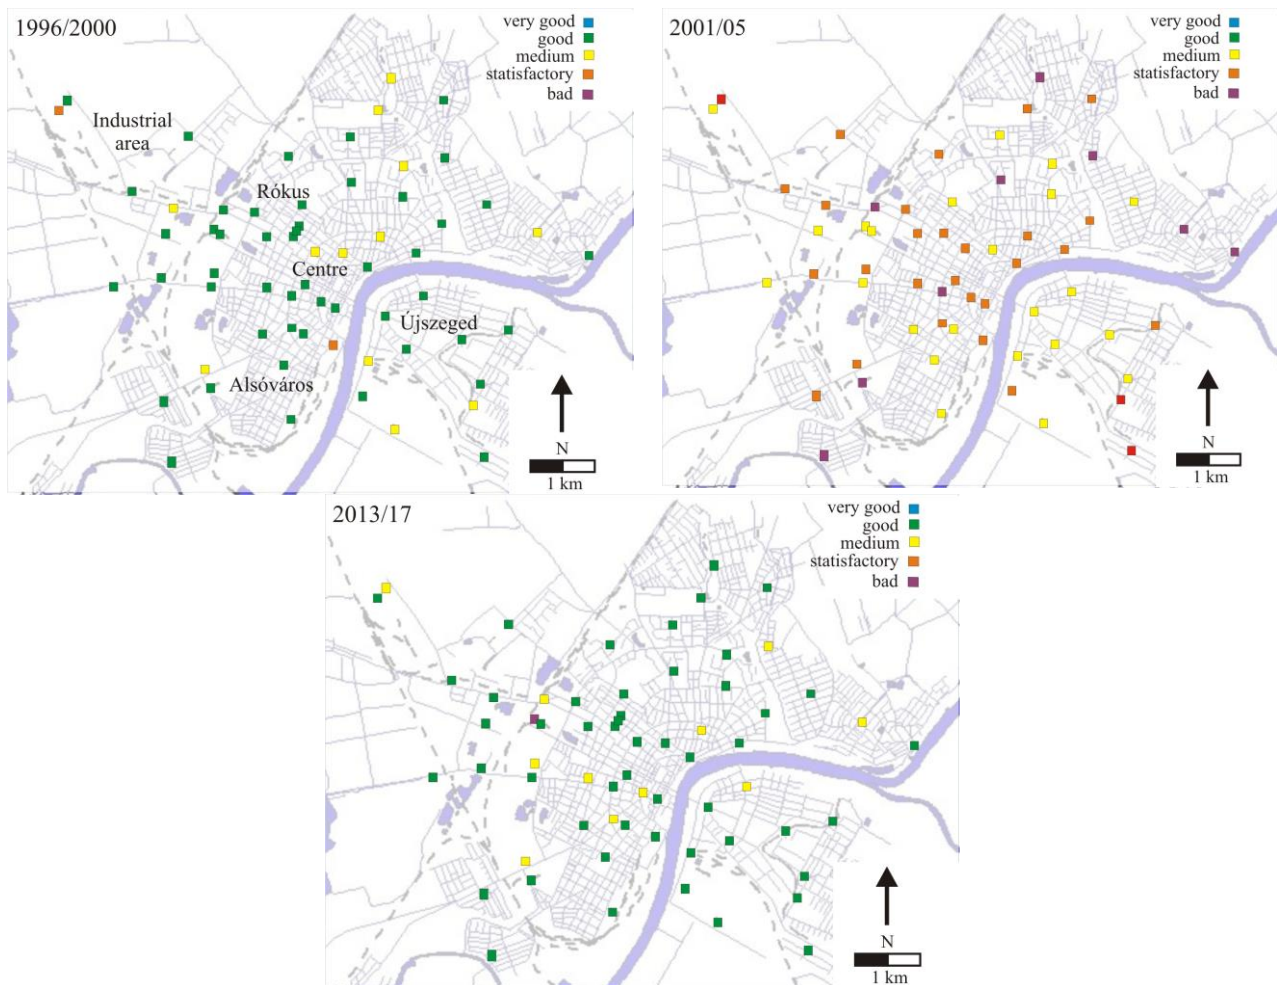 1996/2000
very good
good
medium
statisfactory
bad
Industrial
area
Rókus
Centre
Újszeged
Alsóváros
N
1 km
2001/05
very good
good
medium
statisfactory
bad
N
1 km
2013/17
very good
good
medium
statisfactory
bad
N
1 km